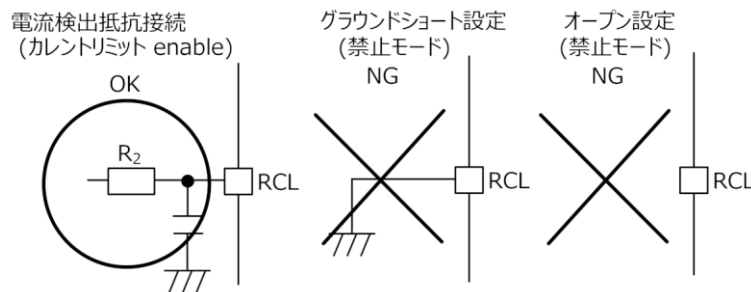 電流検出抵抗接続
(カレントリミット enable)
OK
R₂
RCL
グラウンドショート設定
(禁止モード)
NG
RCL
オープン設定
(禁止モード)
NG
RCL